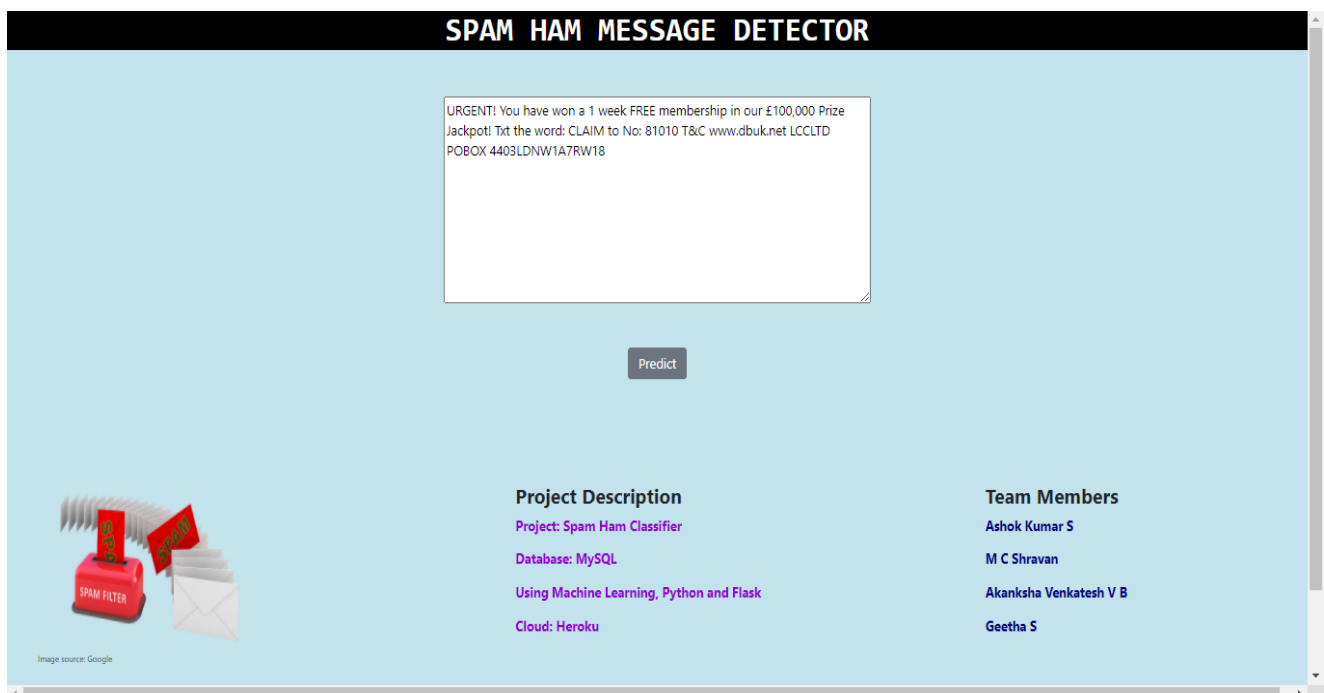 SPAM HAM MESSAGE DETECTOR
URGENT! You have won a 1 week FREE membership in our £100,000 Prize
Jackpot! Txt the word: CLAIM to No: 81010 T&C www.dbuk.net LCCLTD
POBOX 4403LDNW1A7RW18
Predict
SPAM
SPAM
SPAM FILTER
Image source: Google
Project Description
Project: Spam Ham Classifier
Database: MySQL
Using Machine Learning, Python and Flask
Cloud: Heroku
Team Members
Ashok Kumar S
M C Shravan
Akanksha Venkatesh V B
Geetha S